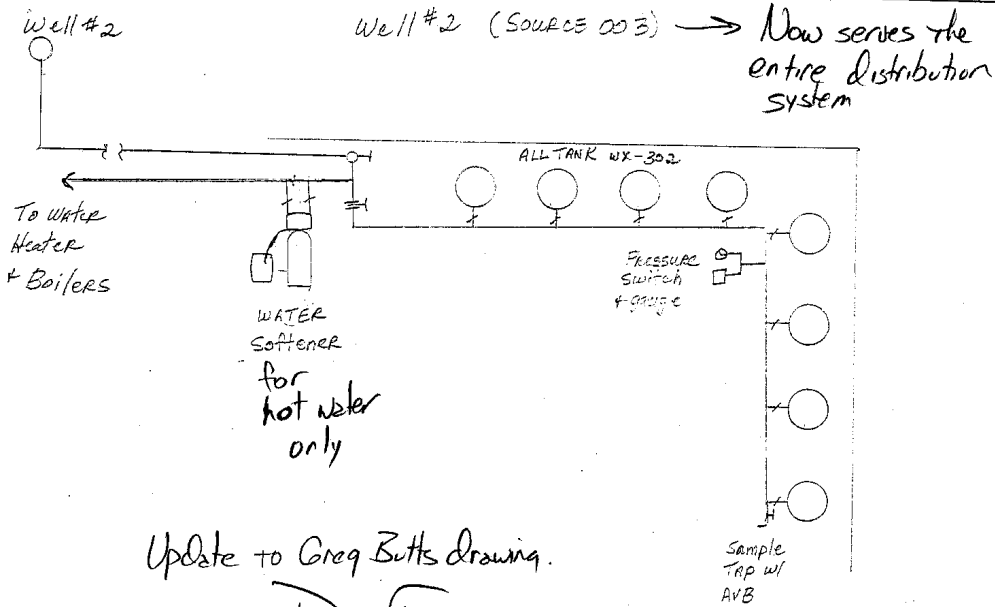 Well #2
Well #2 (SOURCE 003) → Now serves the
entire distribution
system
ALL TANK WX-302
To WATER
Heater
+ Boilers
PRESSURE
Switch
+ gauge
WATER
Softener
for
hot water
only
Sample
TAP w/
AVB
Update to Greg Butts drawing.